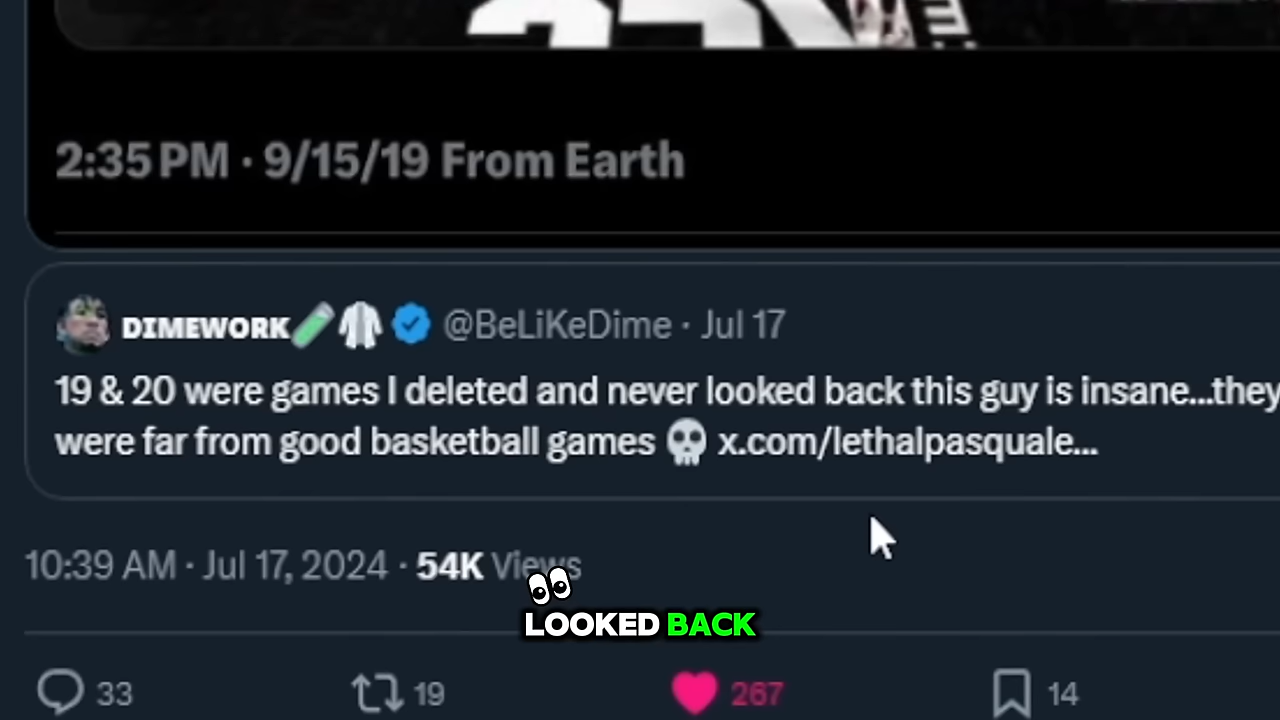 2:35 PM · 9/15/19 From Earth
DIMEWORK @BeLiKeDime · Jul 17
19 & 20 were games I deleted and never looked back this guy is insane...they
were far from good basketball games 💀 x.com/lethalpasquale...
10:39 AM · Jul 17, 2024 · 54K Views
LOOKED BACK
33 19 267 14